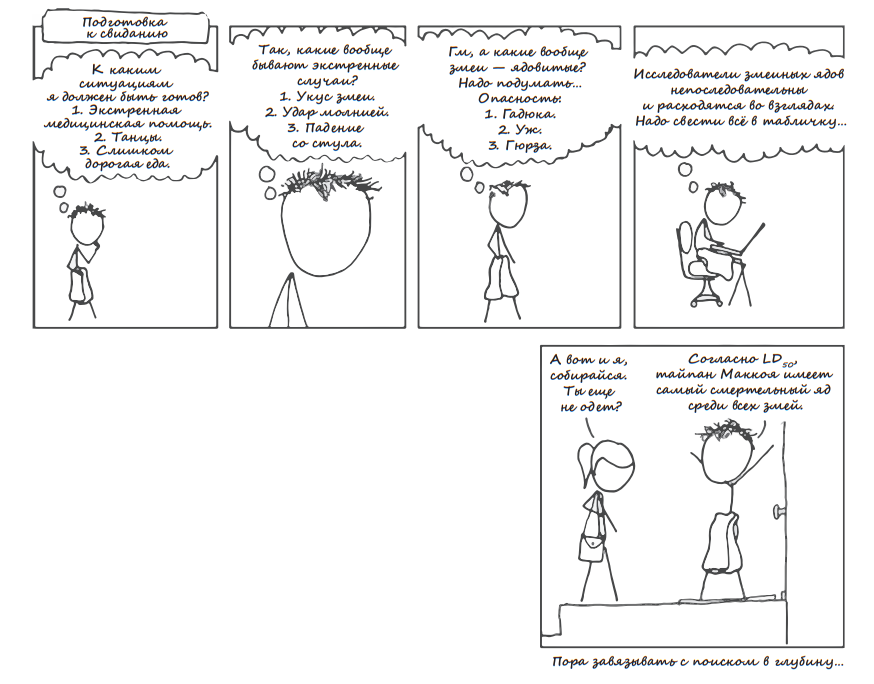 Подготовка
к свиданию
К каким
ситуациям
я должен быть готов?
1. Экстренная
медицинская помощь.
2. Танцы.
3. Слишком
дорогая еда.
Так, какие вообще
бывают экстренные
случаи?
1. Укус змеи.
2. Удар молнией.
3. Падение
со стула.
Гм, а какие вообще
змеи — ядовитые?
Надо подумать...
Опасность:
1. Гадюка.
2. Уж.
3. Гюрза.
Исследователи змеиных ядов
непоследовательны
и расходятся во взглядах.
Надо свести всё в табличку...
А вот и я,
собирайся.
Ты еще
не одет?
Согласно LD50,
тайпан Маккоя имеет
самый смертельный яд
среди всех змей.
Пора завязывать с поиском в глубину...